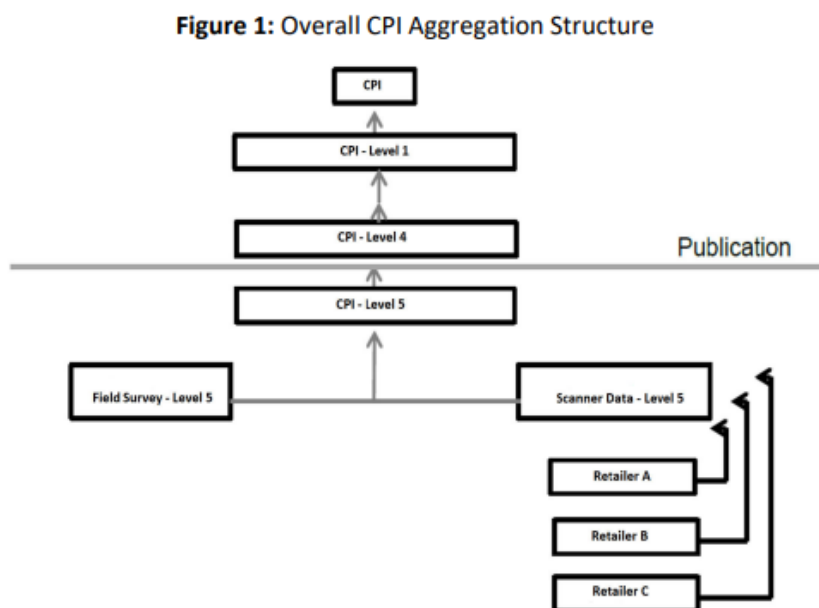 Figure 1: Overall CPI Aggregation Structure
CPI
CPI - Level 1
CPI - Level 4
Publication
CPI - Level 5
Field Survey - Level 5
Scanner Data - Level 5
Retailer A
Retailer B
Retailer C